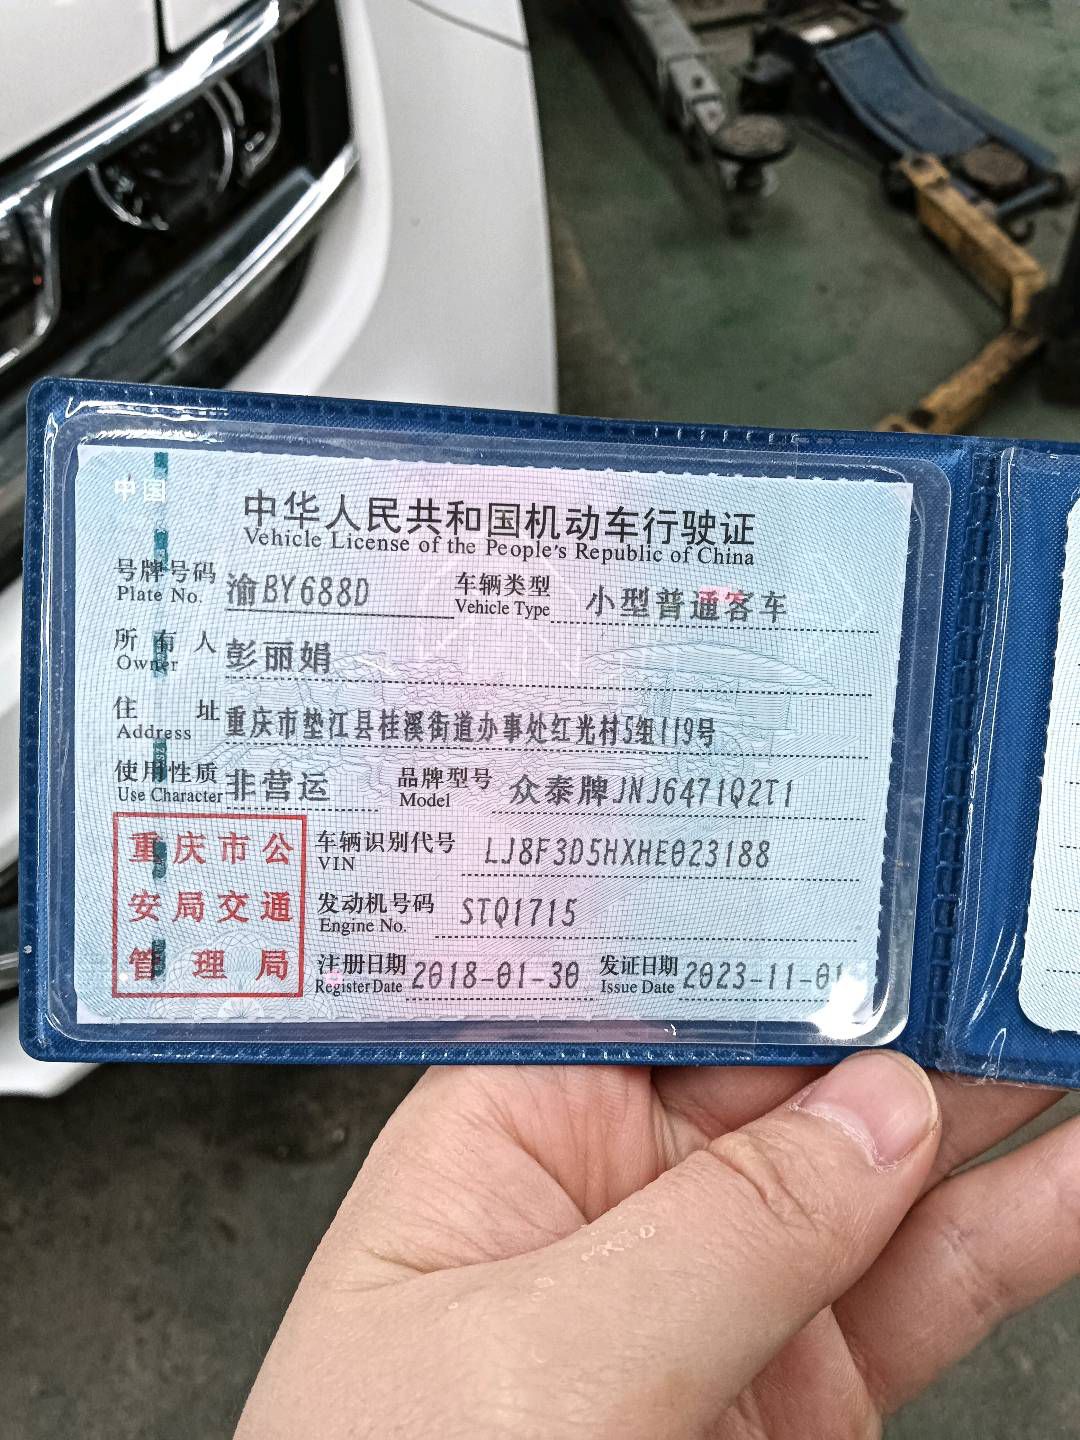 中国
中华人民共和国机动车行驶证
Vehicle License of the People's Republic of China
号牌号码 渝BY688D 车辆类型 小型普通客车
Plate No. Vehicle Type
所有人 彭丽娟
Owner
住址 重庆市垫江县桂溪街道办事处红光村5组119号
Address
使用性质 非营运 品牌型号 众泰牌JNJ6471Q2T1
Use Character Model
重庆市公
安局交通
管理局
车辆识别代号 LJ8F3D5HXHE023188
VIN
发动机号码 STQ1715
Engine No.
注册日期 2018-01-30 发证日期 2023-11-01
Register Date Issue Date